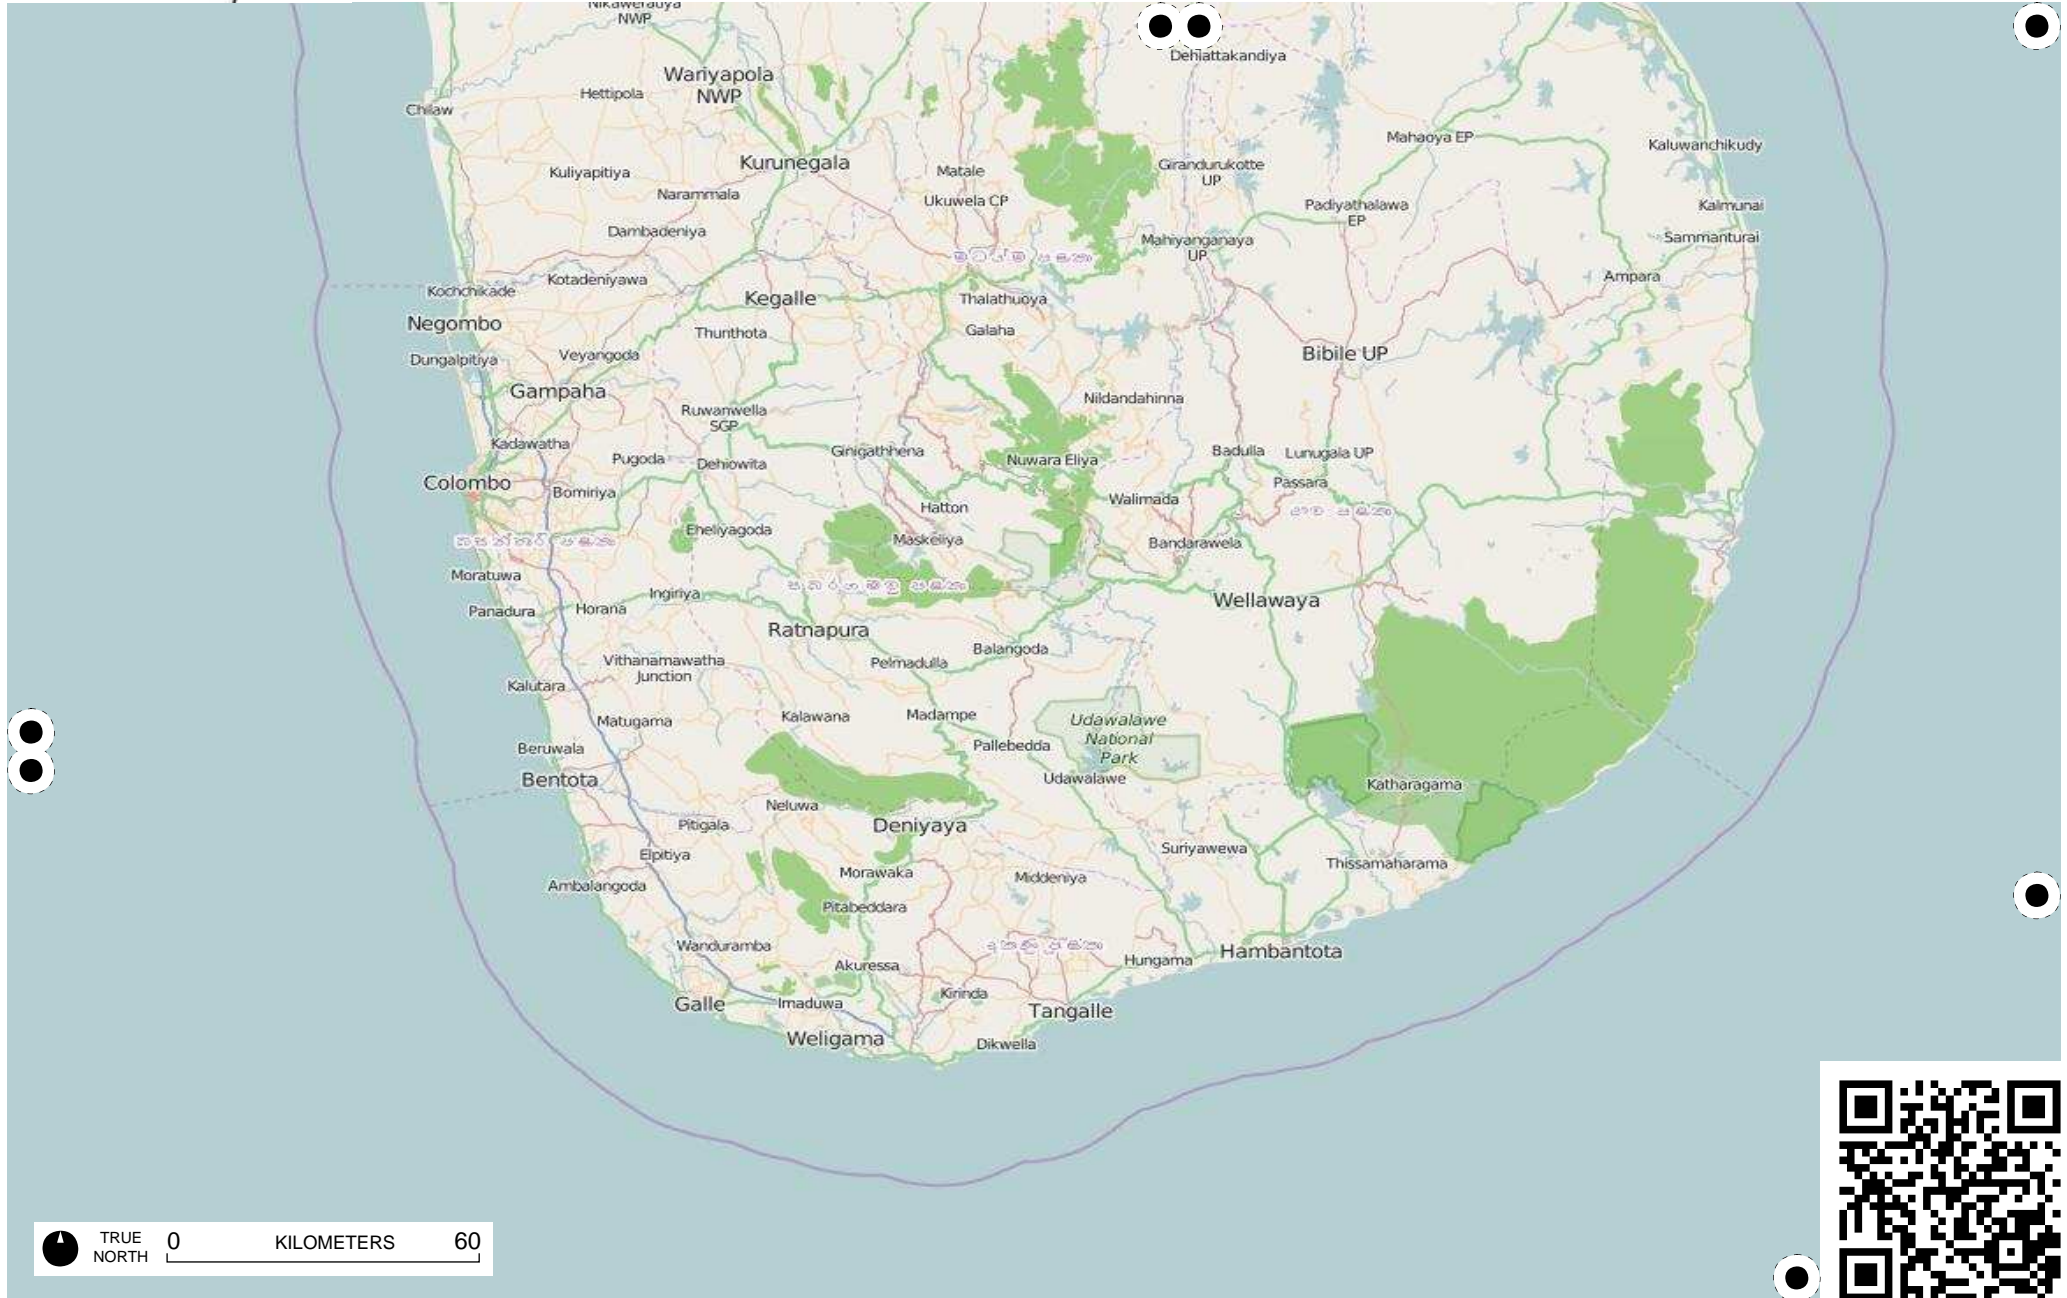 Nikaweratiya
NWP
Dehiattakandiya
Wariyapola
NWP
Hettipola
Chilaw
Mahaoya EP
Kaluwanchikudy
Kurunegala
Kuliyapitiya
Matale
Girandurukotte
UP
Narammala
Ukuwela CP
Padiyathalawa
EP
Kalmunai
Dambadeniya
Mahiyanganaya
UP
Sammanturai
Kotadeniyawa
Ampara
Kochchikade
Kegalle
Thalathuoya
Negombo
Thunthota
Galaha
Dungalpitiya
Veyangoda
Bibile UP
Gampaha
Nildandahinna
Ruwanwella
SGP
Kadawatha
Pugoda
Dehiowita
Ginigathhena
Nuwara Eliya
Badulla
Lunugala UP
Colombo
Bomiriya
Passara
Hatton
Walimada
Eheliyagoda
Maskeliya
Bandarawela
Moratuwa
Ingiriya
Panadura
Horana
Wellawaya
Ratnapura
Balangoda
Vithanamawatha
Junction
Pelmadulla
Kalutara
Matugama
Kalawana
Madampe
Udawalawe
National
Park
Beruwala
Pallebedda
Bentota
Udawalawe
Katharagama
Neluwa
Pitigala
Deniyaya
Elpitiya
Suriyawewa
Thissamaharama
Ambalangoda
Morawaka
Middeniya
Pitabeddara
Wanduramba
Akuressa
Hungama
Hambantota
Galle
Imaduwa
Kirinda
Tangalle
Weligama
Dikwella
TRUE
NORTH
0 KILOMETERS 60